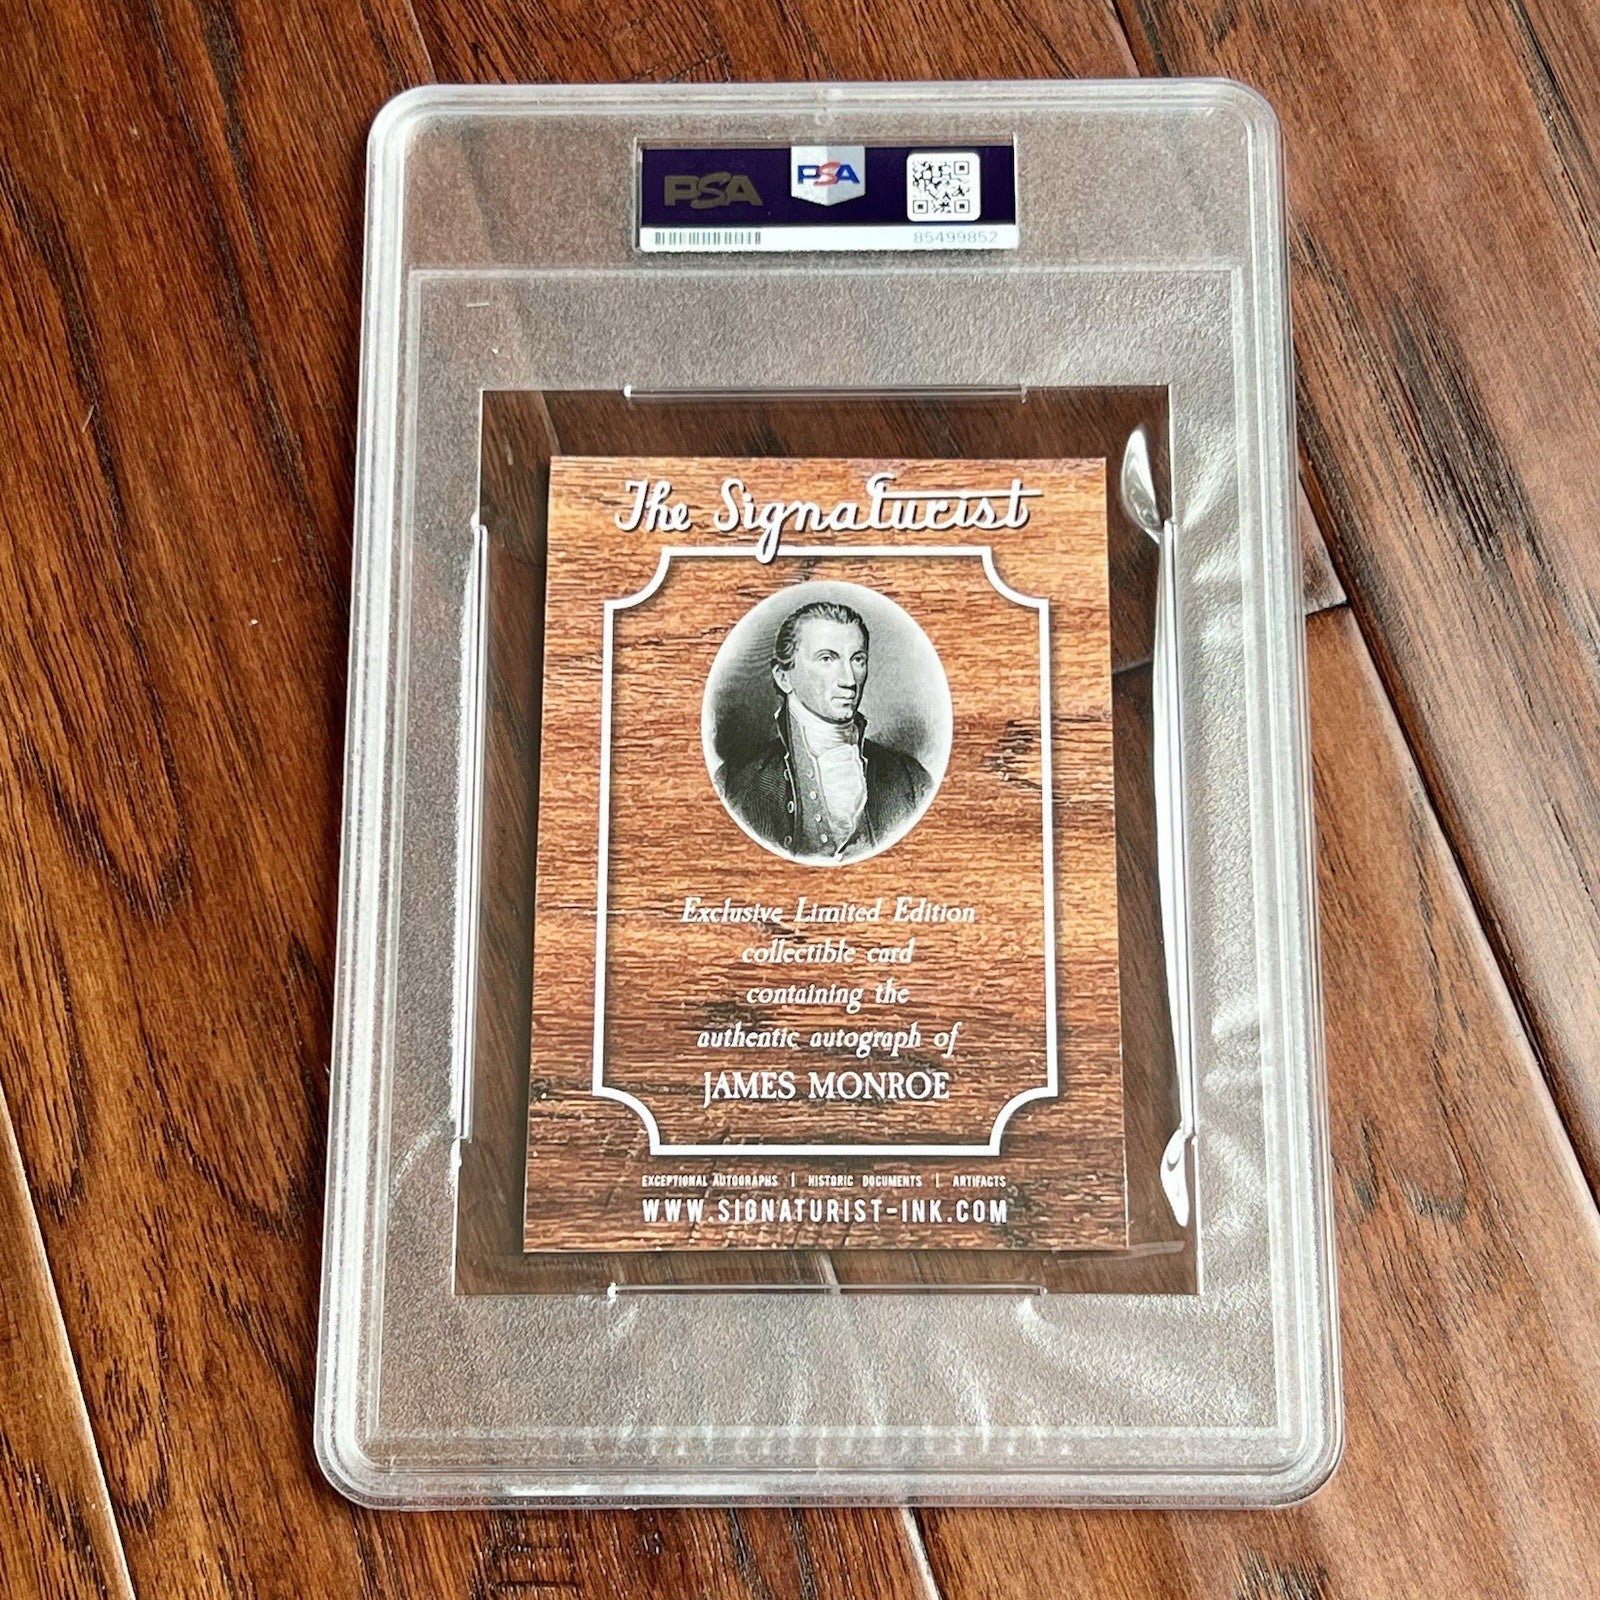 PSA PSA
85499852
The Signaturist
Exclusive Limited Edition
collectible card
containing the
authentic autograph of
JAMES MONROE
EXCEPTIONAL AUTOGRAPHS | HISTORIC DOCUMENTS | ARTIFACTS
WWW.SIGNATURIST-INK.COM